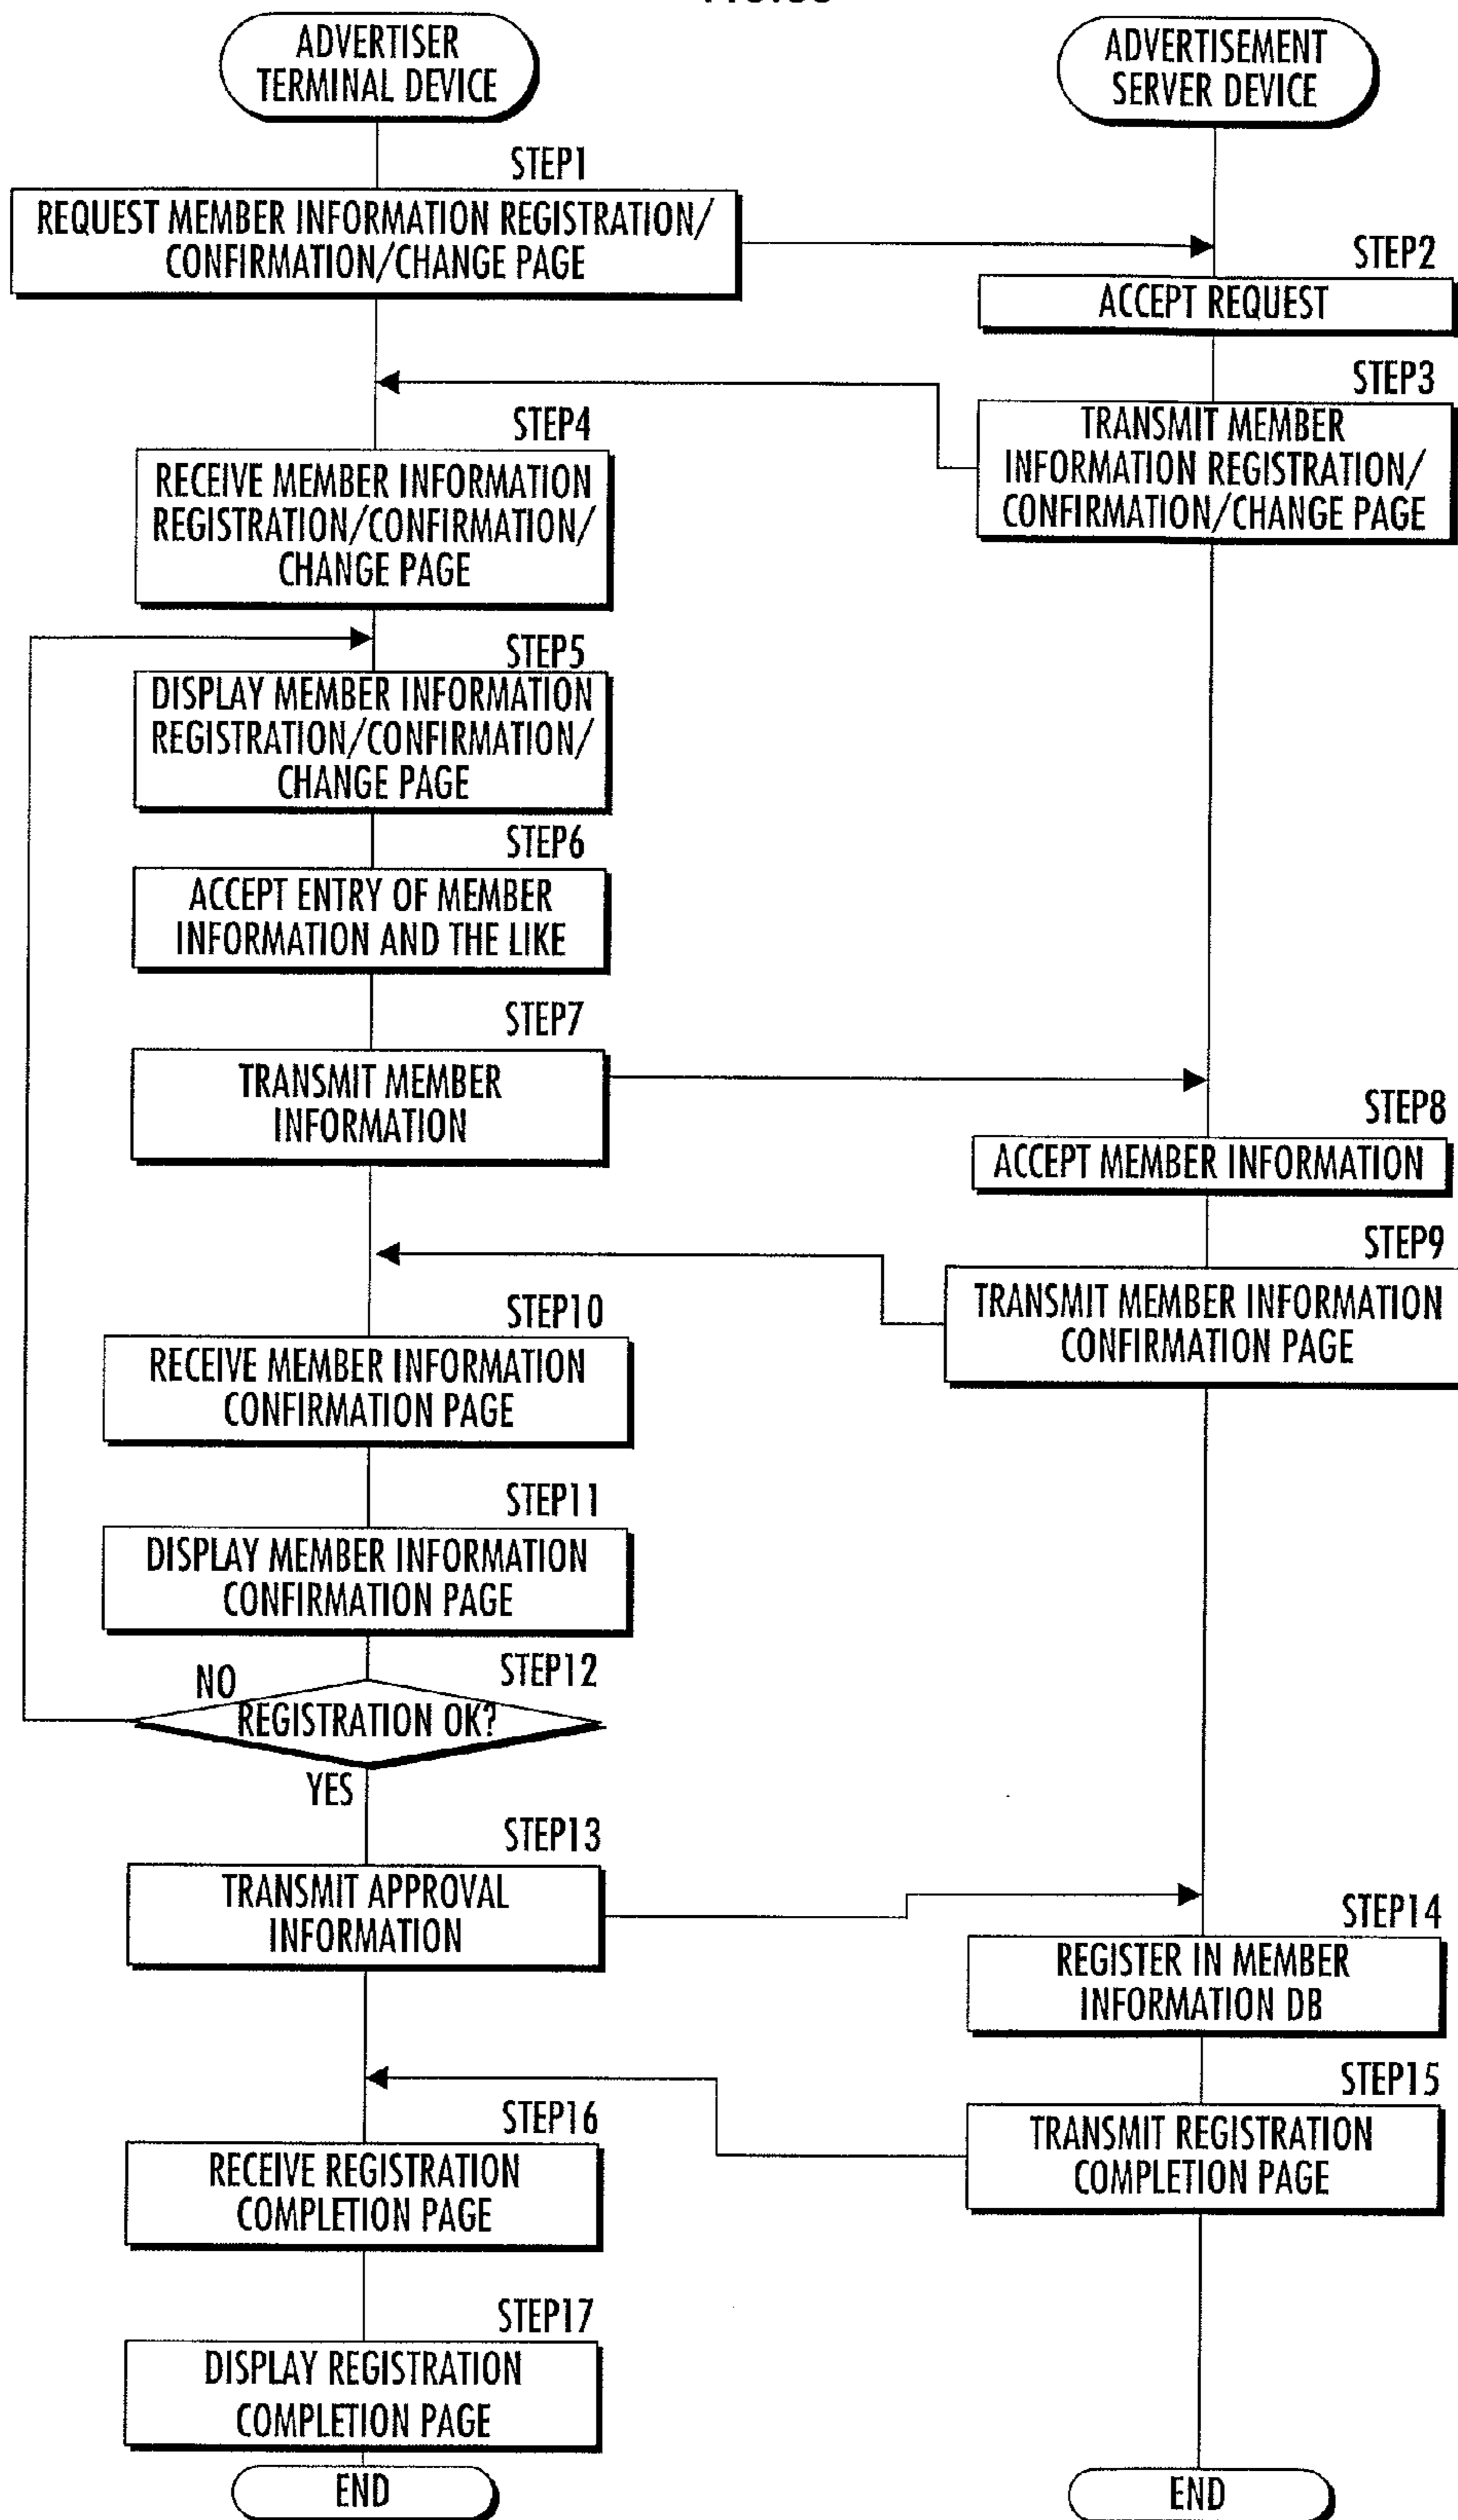 ADVERTISER
TERMINAL DEVICE
ADVERTISEMENT
SERVER DEVICE
STEP1
REQUEST MEMBER INFORMATION REGISTRATION/
CONFIRMATION/CHANGE PAGE
STEP2
ACCEPT REQUEST
STEP3
TRANSMIT MEMBER
INFORMATION REGISTRATION/
CONFIRMATION/CHANGE PAGE
STEP4
RECEIVE MEMBER INFORMATION
REGISTRATION/CONFIRMATION/
CHANGE PAGE
STEP5
DISPLAY MEMBER INFORMATION
REGISTRATION/CONFIRMATION/
CHANGE PAGE
STEP6
ACCEPT ENTRY OF MEMBER
INFORMATION AND THE LIKE
STEP7
TRANSMIT MEMBER
INFORMATION
STEP8
ACCEPT MEMBER INFORMATION
STEP9
TRANSMIT MEMBER INFORMATION
CONFIRMATION PAGE
STEP10
RECEIVE MEMBER INFORMATION
CONFIRMATION PAGE
STEP11
DISPLAY MEMBER INFORMATION
CONFIRMATION PAGE
STEP12
NO
REGISTRATION OK?
YES
STEP13
TRANSMIT APPROVAL
INFORMATION
STEP14
REGISTER IN MEMBER
INFORMATION DB
STEP15
TRANSMIT REGISTRATION
COMPLETION PAGE
STEP16
RECEIVE REGISTRATION
COMPLETION PAGE
STEP17
DISPLAY REGISTRATION
COMPLETION PAGE
END
END